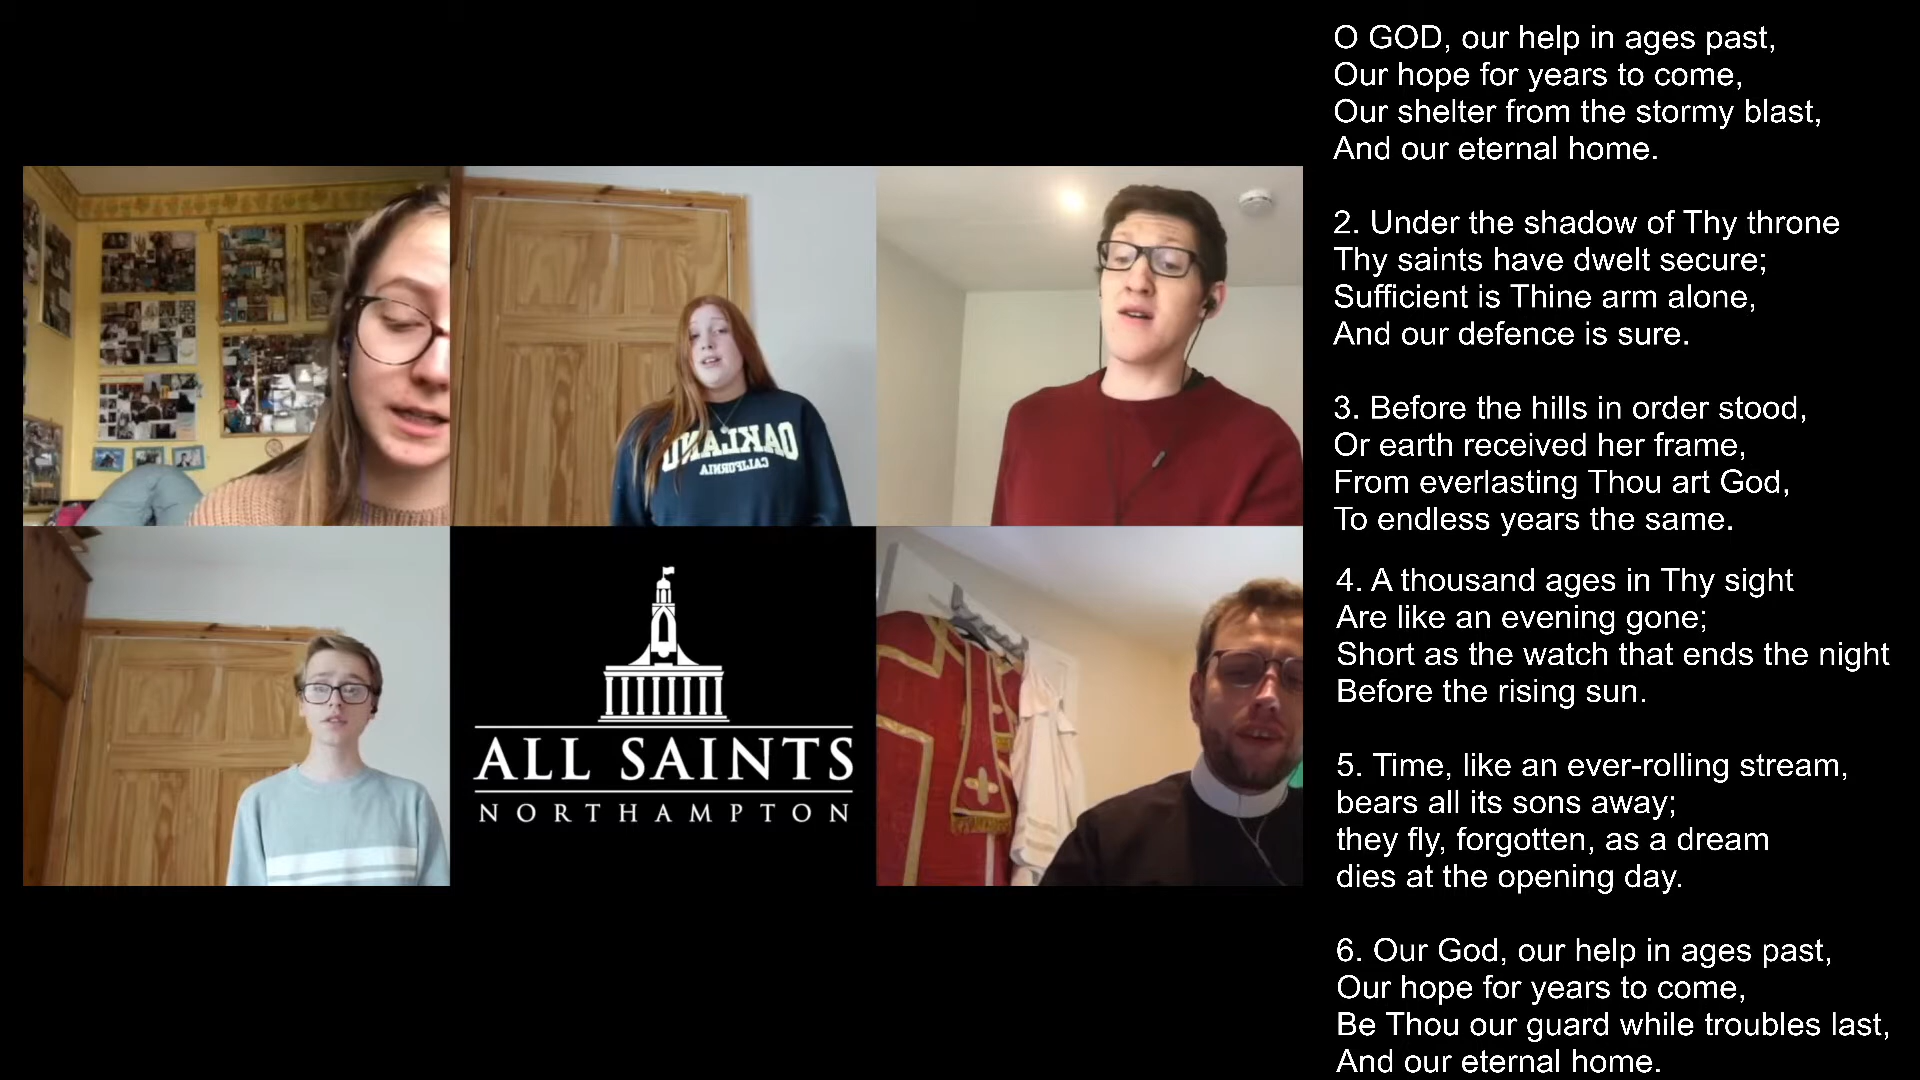 O GOD, our help in ages past,
Our hope for years to come,
Our shelter from the stormy blast,
And our eternal home.
2. Under the shadow of Thy throne
Thy saints have dwelt secure;
Sufficient is Thine arm alone,
And our defence is sure.
3. Before the hills in order stood,
Or earth received her frame,
From everlasting Thou art God,
To endless years the same.
4. A thousand ages in Thy sight
Are like an evening gone;
Short as the watch that ends the night
Before the rising sun.
5. Time, like an ever-rolling stream,
bears all its sons away;
they fly, forgotten, as a dream
dies at the opening day.
6. Our God, our help in ages past,
Our hope for years to come,
Be Thou our guard while troubles last,
And our eternal home.
OAKLAND
CALIFORNIA
ALL SAINTS
NORTHAMPTON